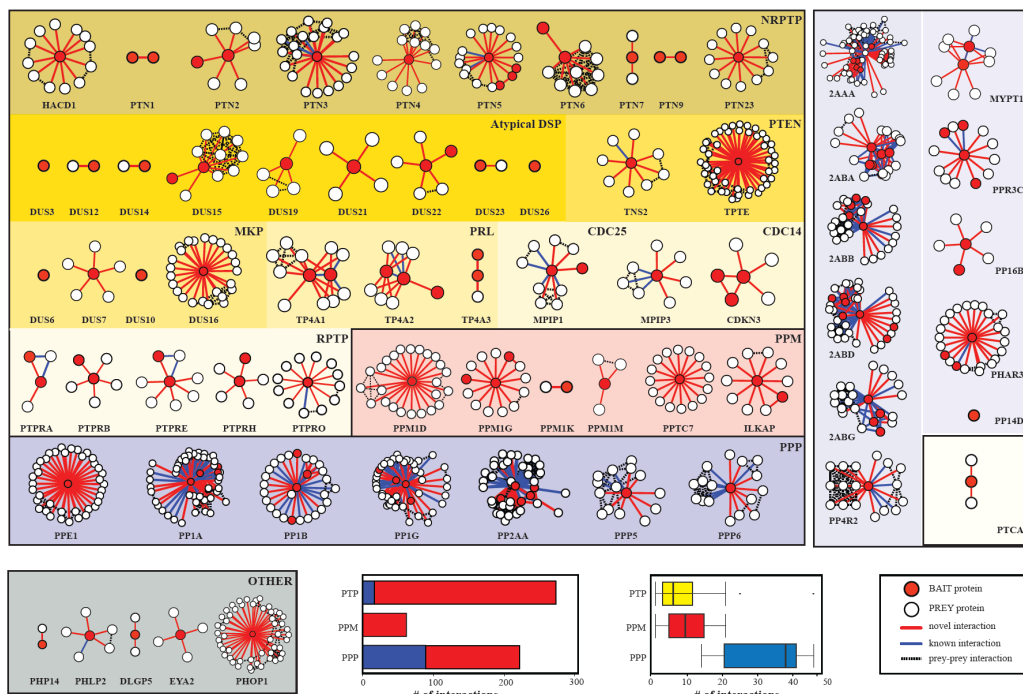 NRPTP
HACD1 PTN1 PTN2 PTN3 PTN4 PTN5 PTN6 PTN7 PTN9 PTN23
Atypical DSP PTEN
DUS3 DUS12 DUS14 DUS15 DUS19 DUS21 DUS22 DUS23 DUS26 TNS2 TPTE
MKP PRL CDC25 CDC14
DUS6 DUS7 DUS10 DUS16 TP4A1 TP4A2 TP4A3 MPIP1 MPIP3 CDKN3
RPTP PPM
PTPRA PTPRB PTPRE PTPRH PTPRO PPM1D PPM1G PPM1K PPM1M PPTC7 ILKAP
PPP
PPE1 PP1A PP1B PP1G PP2AA PPP5 PPP6
2AAA
2ABA
2ABB
2ABD
2ABG
PP4R2
MYPT1
PPR3C
PP16B
PHAR3
PP14D
PTCA
OTHER
PHP14 PHLP2 DLGP5 EYA2 PHOP1
PTP
PPM
PPP
0 100 200 300
# of interactions
PTP
PPM
PPP
0 20 40 50
# of interactions
BAIT protein
PREY protein
novel interaction
known interaction
prey-prey interaction